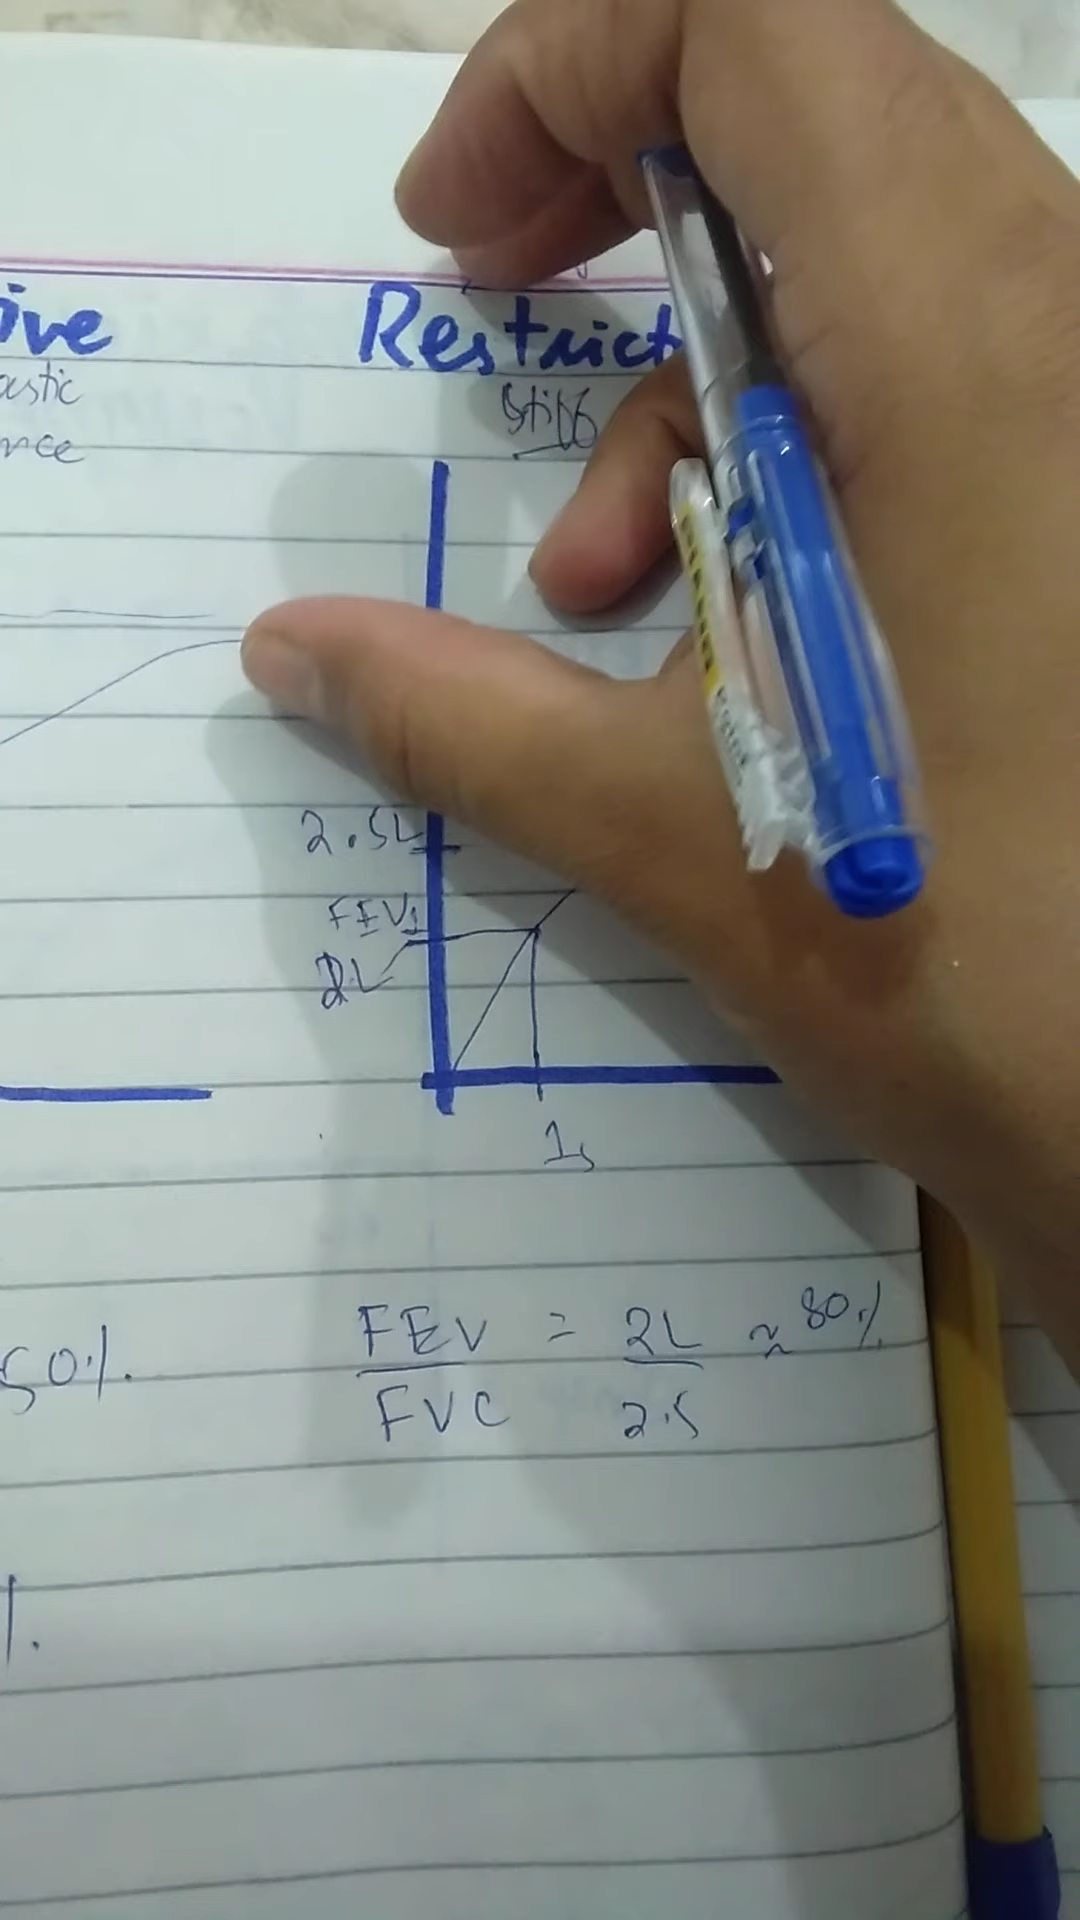 ive Restrict
astic stiff
nce
2.5L
FEV1
2L
1s
50%. FEV = 2L ≈ 80%
FVC 2.5
%.